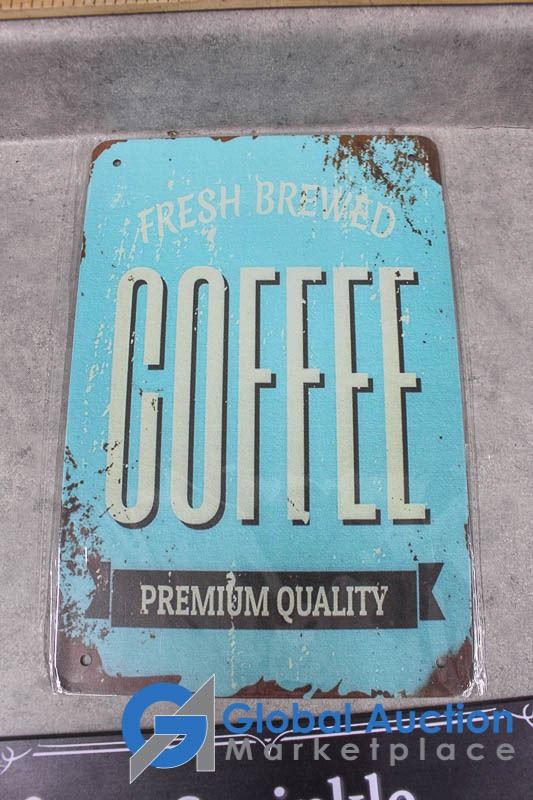 FRESH BREWED
COFFEE
PREMIUM QUALITY
Global Auction
Marketplace